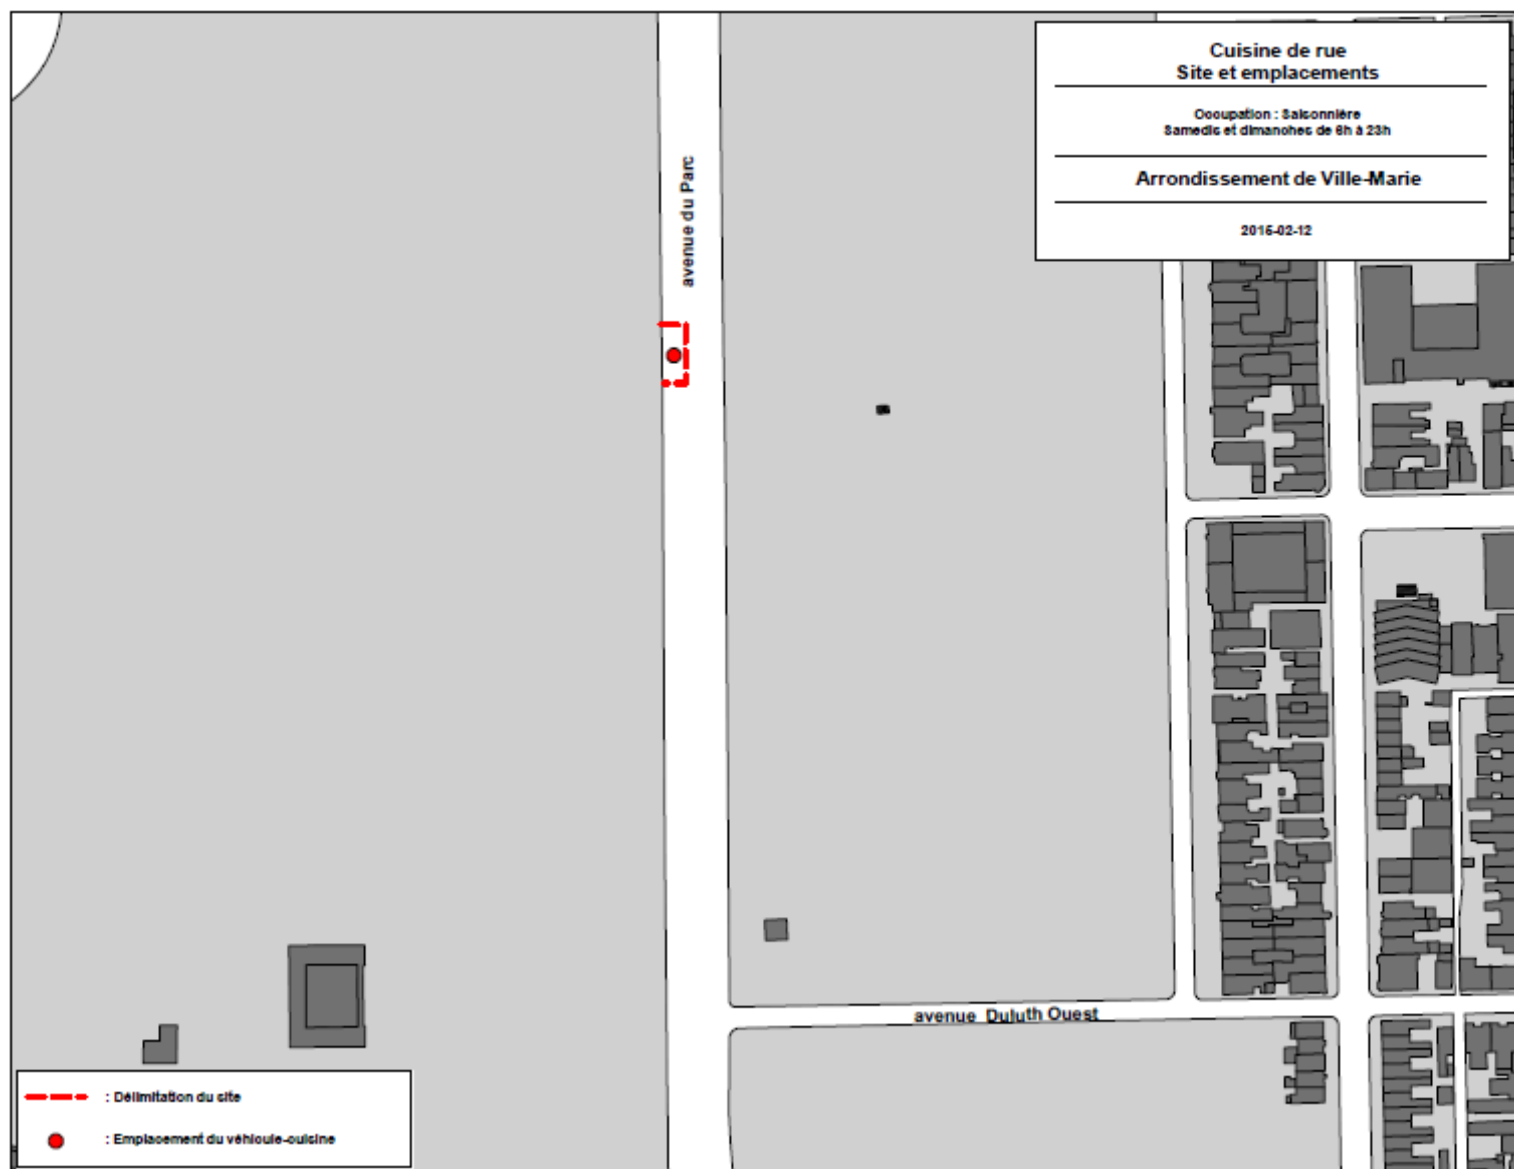 Cuisine de rue
Site et emplacements
Occupation : Saisonnière
Samedis et dimanches de 6h à 23h
Arrondissement de Ville-Marie
2015-02-12
avenue du Parc
avenue Duluth Ouest
: Délimitation du site
: Emplacement du véhicule-cuisine